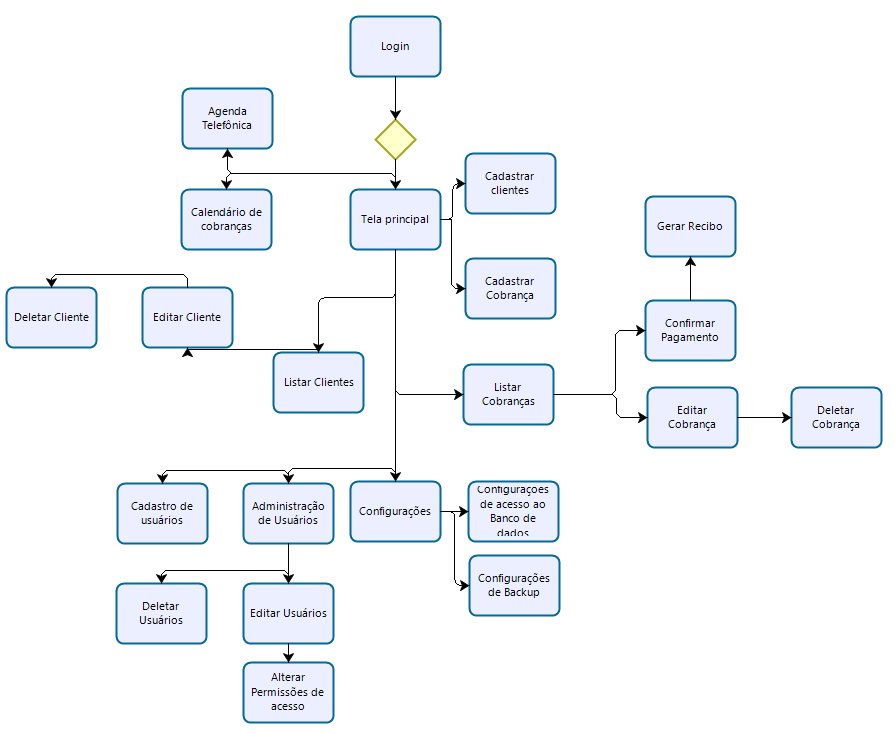 Login
Agenda
Telefônica
Cadastrar
clientes
Calendário de
cobranças
Tela principal
Gerar Recibo
Cadastrar
Cobrança
Deletar Cliente
Editar Cliente
Confirmar
Pagamento
Listar Clientes
Listar
Cobranças
Editar
Cobrança
Deletar
Cobrança
Cadastro de
usuários
Administração
de Usuários
Configurações
Configurações
de acesso ao
Banco de
dados
Configurações
de Backup
Deletar
Usuários
Editar Usuários
Alterar
Permissões de
acesso